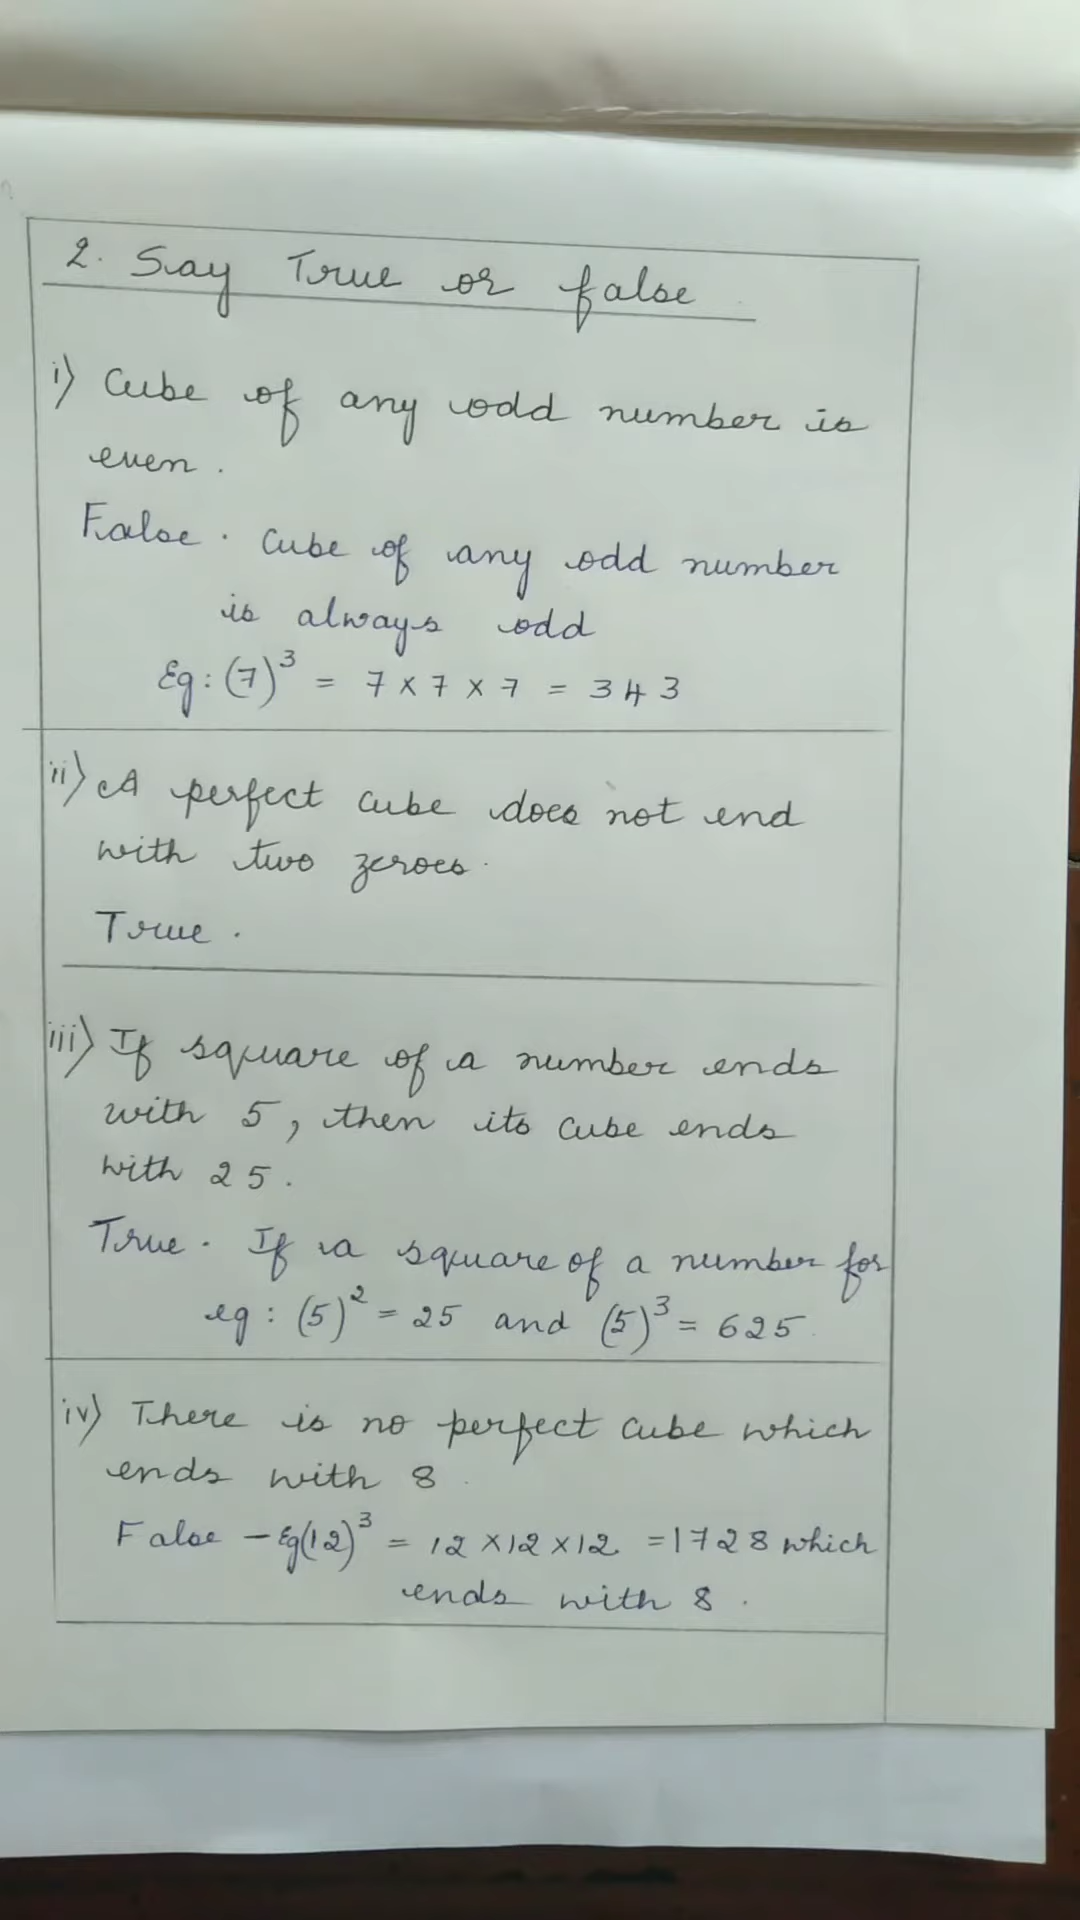 2. Say True or false
i) Cube of any odd number is
even.
False. Cube of any odd number
is always odd
Eg: (7)³ = 7 × 7 × 7 = 343
ii) A perfect cube does not end
with two zeroes.
True.
iii) If square of a number ends
with 5, then its cube ends
with 25.
True. If a square of a number for
eg: (5)² = 25 and (5)³ = 625.
iv) There is no perfect cube which
ends with 8.
False - Eg(12)³ = 12 × 12 × 12 = 1728 which
ends with 8.